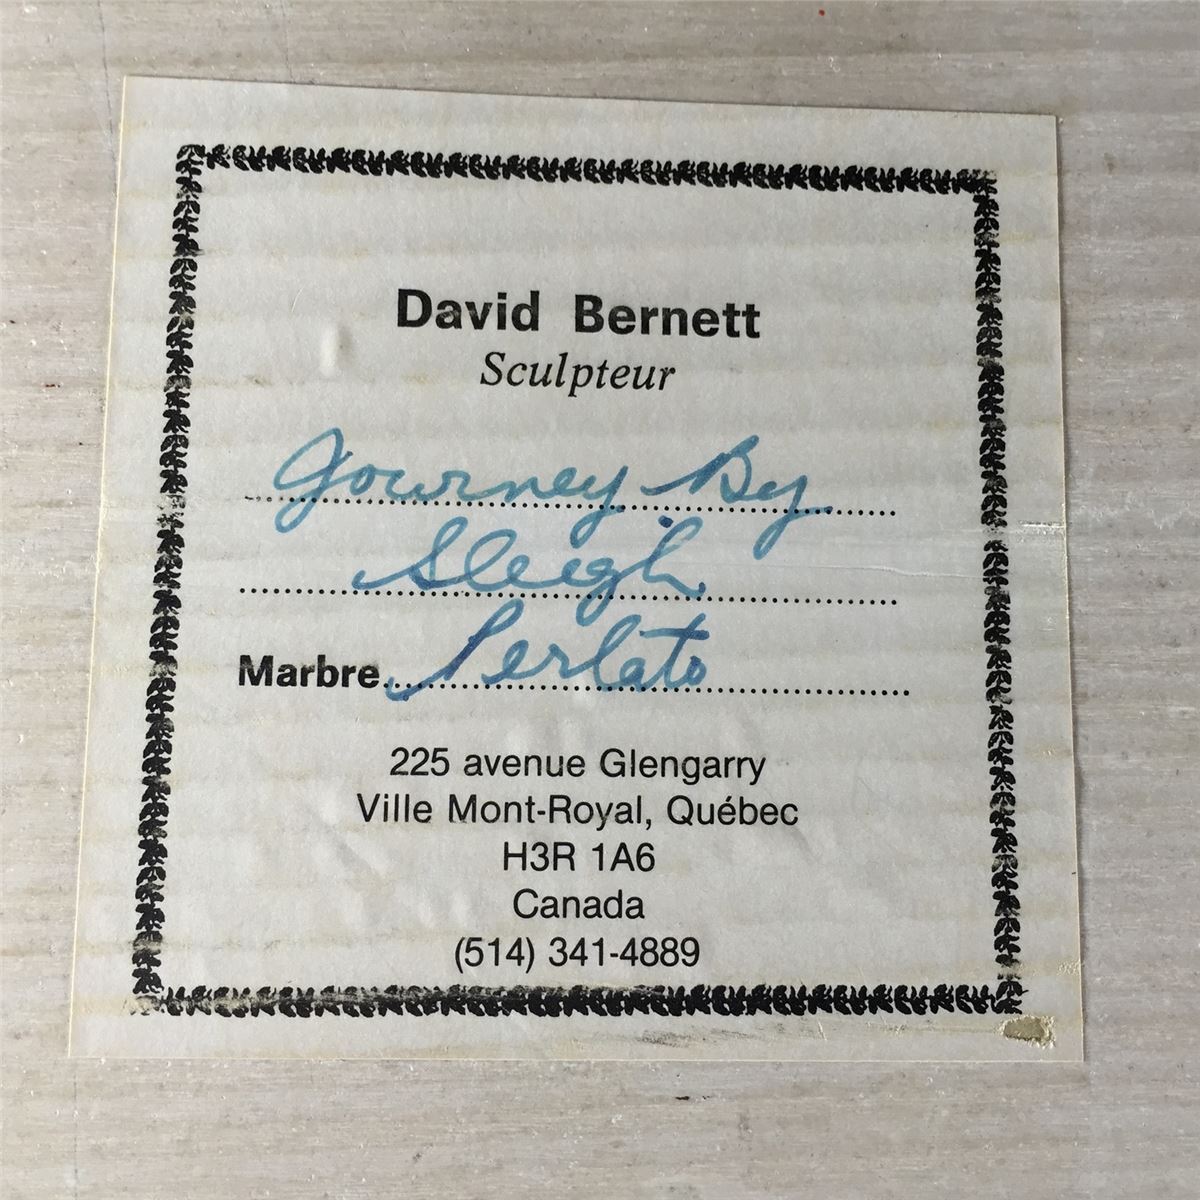 David Bernett
Sculpteur
Journey By
Sleigh
Marbre Perlato
225 avenue Glengarry
Ville Mont-Royal, Québec
H3R 1A6
Canada
(514) 341-4889